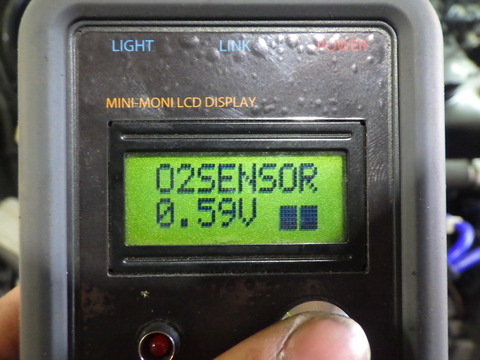 LIGHT LINK POWER
MINI-MONI LCD DISPLAY
O2SENSOR
0.59V